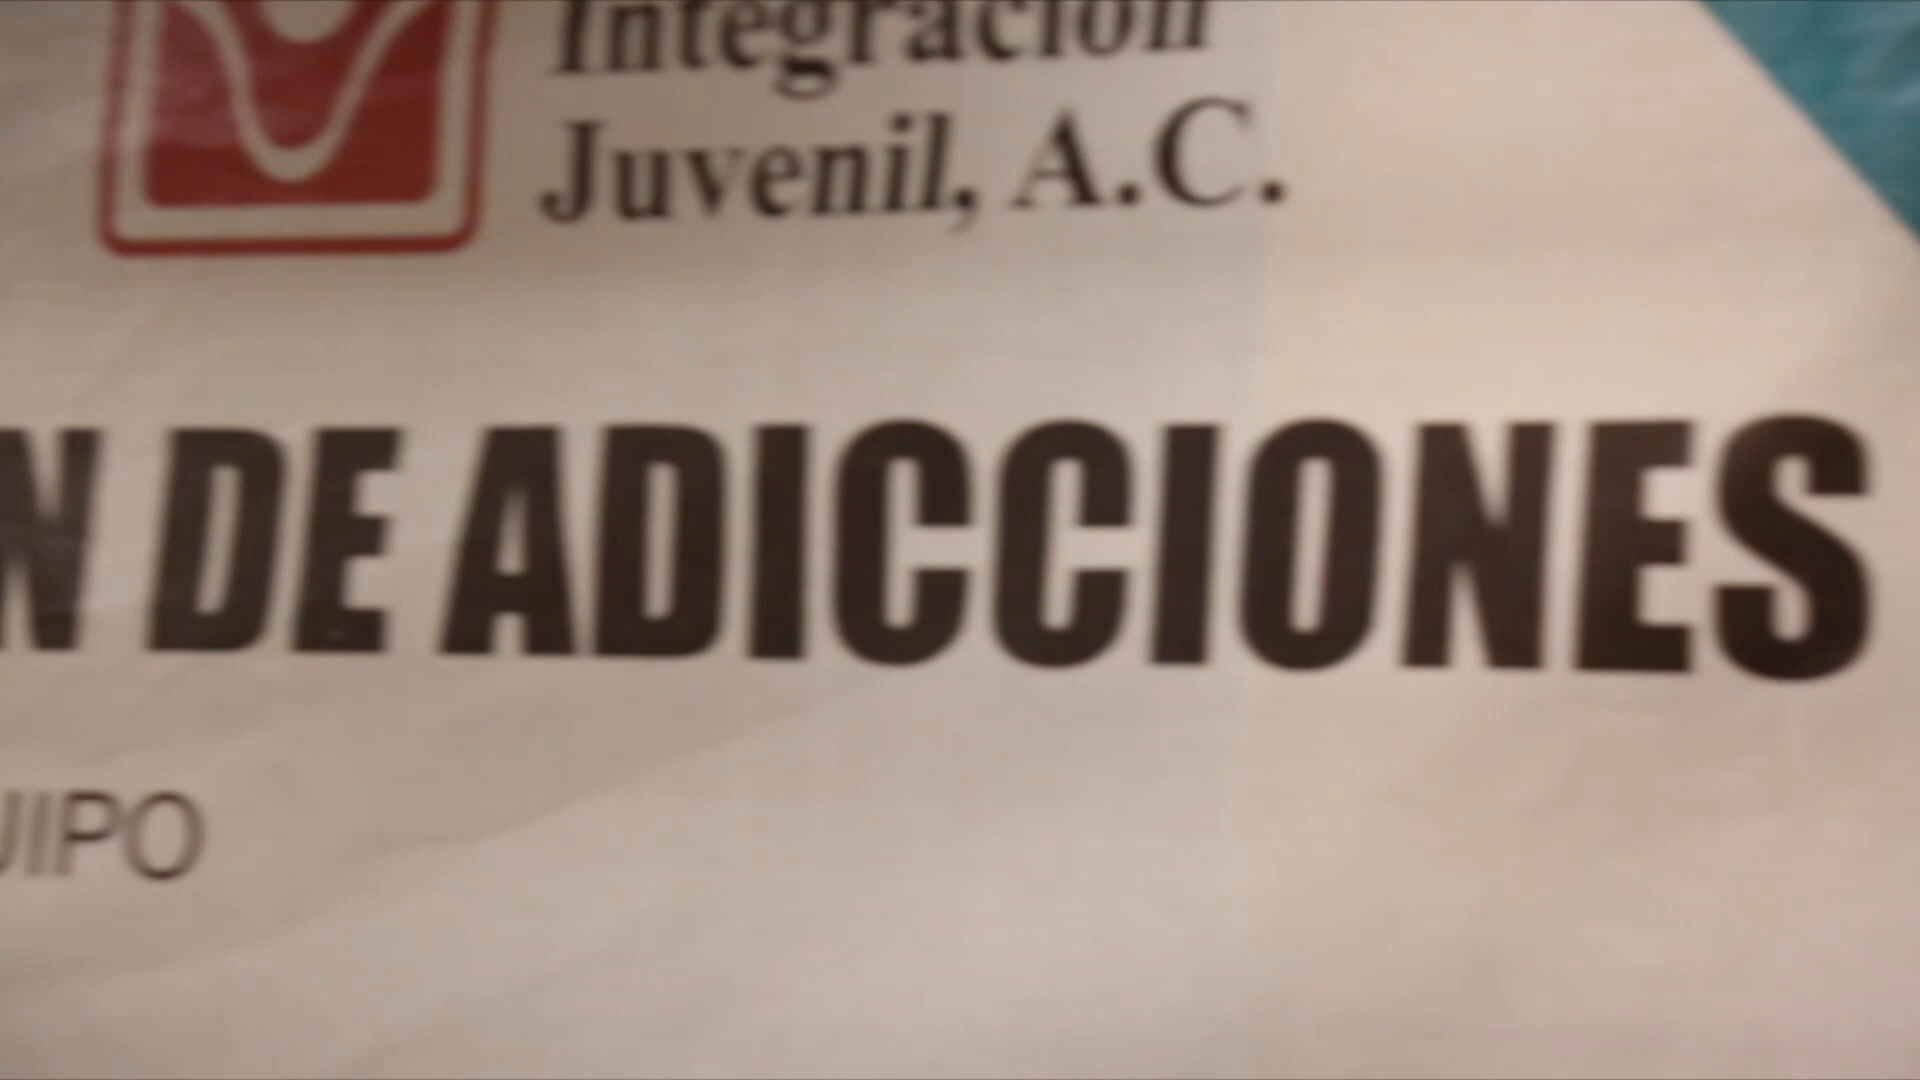 Integración
Juvenil, A.C.
N DE ADICCIONES
UIPO